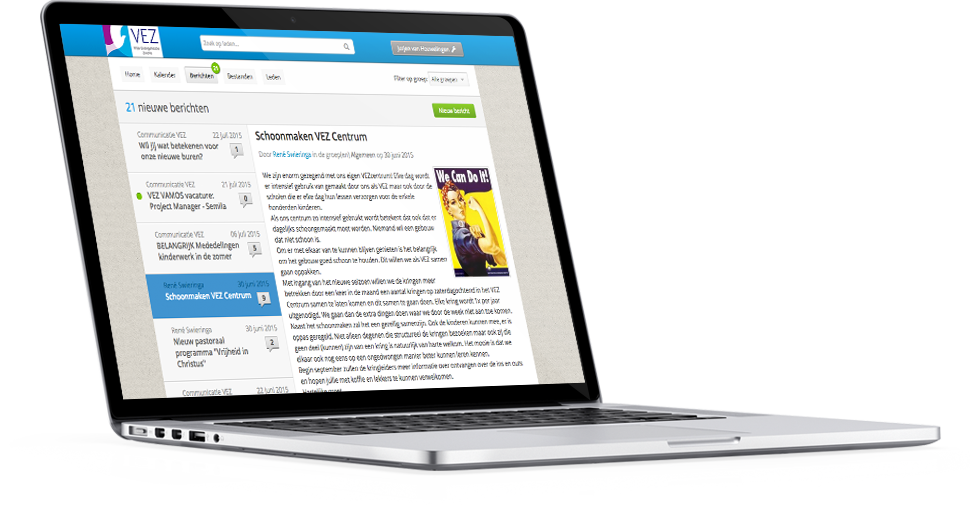 VEZ
Zoek op leden...
Jurjen van Houwelingen
Home Kalender Berichten 21 Bestanden Leden
Filter op groep: Alle groepen
21 nieuwe berichten
Nieuw bericht
Communicatie VEZ 22 juli 2015
Wil jij wat betekenen voor
onze nieuwe buren? 1
Communicatie VEZ 21 juli 2015
VEZ VAMOS vacature:
Project Manager - Semila 0
Communicatie VEZ 06 juli 2015
BELANGRIJK Mededelingen
kinderwerk in de zomer 5
René Swieringa 30 juni 2015
Schoonmaken VEZ Centrum 9
René Swieringa 30 juni 2015
Nieuw pastoraal
programma "Vrijheid in
Christus" 2
Communicatie VEZ 22 juni 2015
Schoonmaken VEZ Centrum
Door René Swieringa in de groep(en) Algemeen op 30 juni 2015
We Can Do It!
We zijn enorm gezegend met ons eigen VEZcentrum! Elke dag wordt
er intensief gebruik van gemaakt door ons als VEZ maar ook door de
scholen die er elke dag hun lessen verzorgen voor de enkele
honderden kinderen.
Als ons centrum zo intensief gebruikt wordt betekent dat ook dat er
dagelijks schoongemaakt moet worden. Niemand wil een gebouw
dat niet schoon is.
Om er met elkaar van te kunnen blijven genieten is het belangrijk
om het gebouw goed schoon te houden. Dit willen we als VEZ samen
gaan oppakken.
Met ingang van het nieuwe seizoen willen we de kringen meer
betrekken door een keer in de maand een aantal kringen op zaterdagochtend in het VEZ
Centrum samen te laten komen en dit samen te gaan doen. Elke kring wordt 1x per jaar
uitgenodigd. We gaan dan de extra dingen doen waar we door de week niet aan toe komen.
Naast het schoonmaken zal het een gezellig samenzijn. Ook de kinderen kunnen mee, er is
oppas geregeld. Niet alleen degenen die structureel de kringen bezoeken maar ook zij die
geen deel (kunnen) zijn van een kring is natuurlijk van harte welkom. Het mooie is dat we
elkaar ook nog eens op een ongedwongen manier beter kunnen leren kennen.
Begin september zullen de kringleiders meer informatie over ontvangen over de ins en outs
en hopen jullie met koffie en lekkers te kunnen verwelkomen.